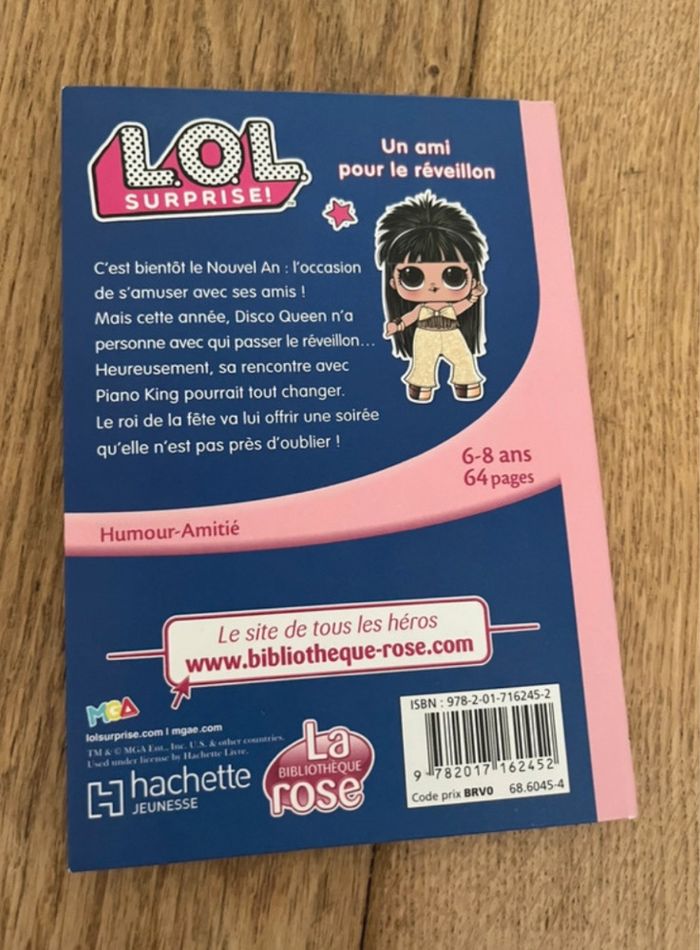 L.O.L.
SURPRISE!
Un ami
pour le réveillon
C'est bientôt le Nouvel An : l'occasion
de s'amuser avec ses amis !
Mais cette année, Disco Queen n'a
personne avec qui passer le réveillon...
Heureusement, sa rencontre avec
Piano King pourrait tout changer.
Le roi de la fête va lui offrir une soirée
qu'elle n'est pas près d'oublier !
6-8 ans
64 pages
Humour-Amitié
Le site de tous les héros
www.bibliotheque-rose.com
MGA
lolsurprise.com | mgae.com
TM & © MGA Ent., Inc. U.S. & other countries.
Used under license by Hachette Livre.
hachette
JEUNESSE
La
BIBLIOTHÈQUE
rose
ISBN : 978-2-01-716245-2
9 782017 162452
Code prix BRV0 68.6045-4